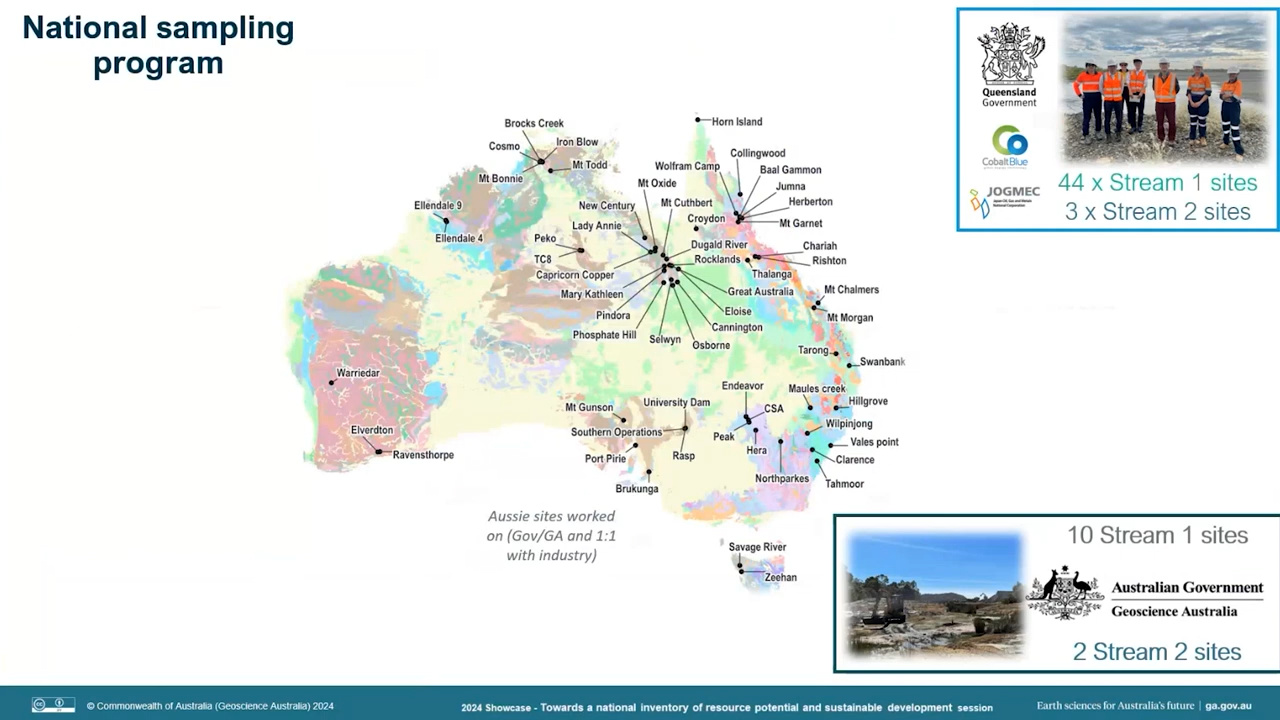 National sampling
program
Queensland
Government
CobaltBlue
JOGMEC
Japan Oil, Gas and Metals
National Corporation
44 x Stream 1 sites
3 x Stream 2 sites
Horn Island
Brocks Creek
Iron Blow
Cosmo
Mt Todd
Mt Bonnie
Collingwood
Wolfram Camp
Baal Gammon
Mt Oxide
Jumna
Herberton
Mt Cuthbert
New Century
Ellendale 9
Croydon
Mt Garnet
Lady Annie
Ellendale 4
Peko
Dugald River
Chariah
TC8
Rocklands
Rishton
Capricorn Copper
Thalanga
Mary Kathleen
Great Australia
Mt Chalmers
Pindora
Eloise
Mt Morgan
Cannington
Phosphate Hill
Selwyn
Osborne
Tarong
Swanbank
Warriedar
Endeavor
Maules creek
University Dam
Hillgrove
Mt Gunson
CSA
Wilpinjong
Elverdton
Southern Operations
Peak
Vales point
Ravensthorpe
Port Pirie
Rasp
Hera
Clarence
Northparkes
Tahmoor
Brukunga
Aussie sites worked
on (Gov/GA and 1:1
with industry)
Savage River
Zeehan
10 Stream 1 sites
Australian Government
Geoscience Australia
2 Stream 2 sites
© Commonwealth of Australia (Geoscience Australia) 2024
2024 Showcase - Towards a national inventory of resource potential and sustainable development session
Earth sciences for Australia's future | ga.gov.au